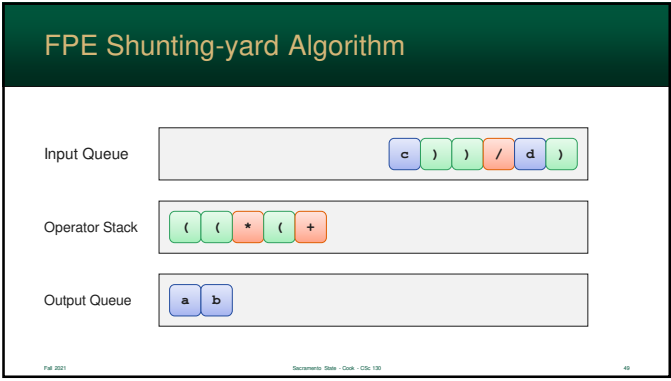 FPE Shunting-yard Algorithm
Input Queue c ) ) / d )
Operator Stack ( ( * ( +
Output Queue a b
Fall 2021 Sacramento State - Cook - CSc 130 49